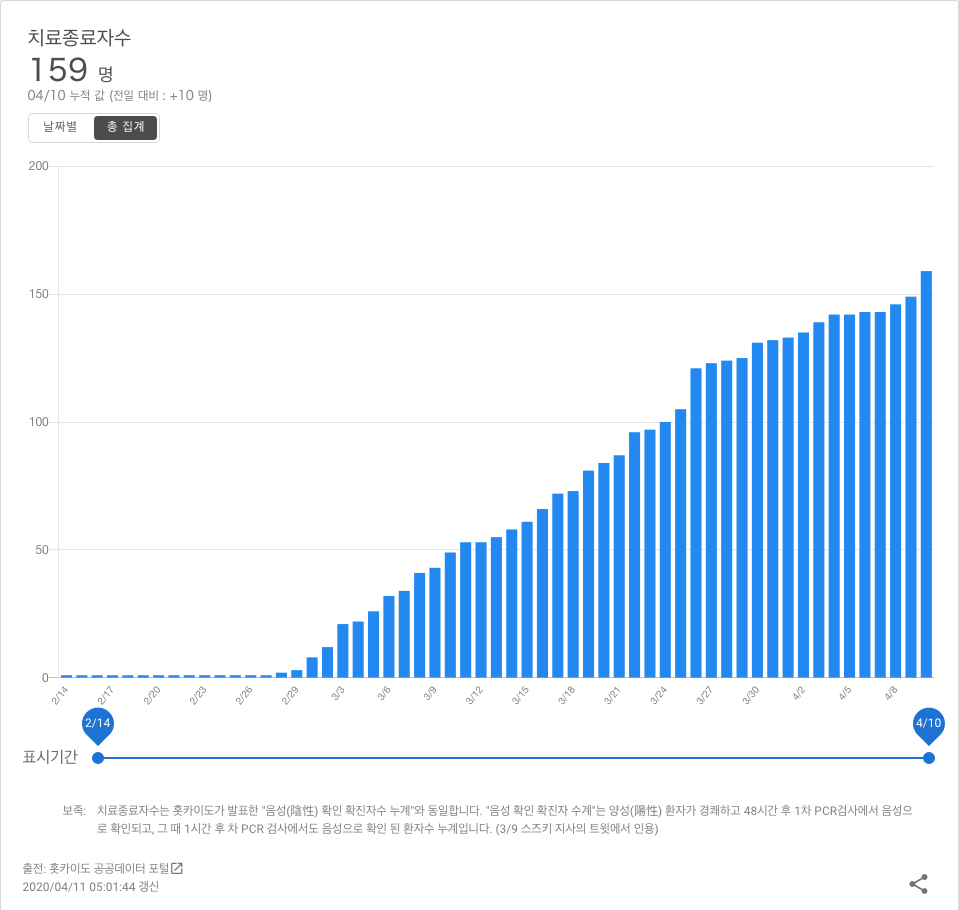 치료종료자수
159 명
04/10 누적 값 (전일 대비 : +10 명)
날짜별 총 집계
200
150
100
50
0
2/14 2/17 2/20 2/23 2/26 2/29 3/3 3/6 3/9 3/12 3/15 3/18 3/21 3/24 3/27 3/30 4/2 4/5 4/8
2/14 4/10
표시기간
보족: 치료종료자수는 홋카이도가 발표한 "음성(陰性) 확인 확진자수 누계"와 동일합니다. "음성 확인 확진자 수계"는 양성(陽性) 환자가 경쾌하고 48시간 후 1차 PCR검사에서 음성으
로 확인되고, 그 때 1시간 후 차 PCR 검사에서도 음성으로 확인 된 환자수 누계입니다. (3/9 스즈키 지사의 트윗에서 인용)
출전: 홋카이도 공공데이터 포털
2020/04/11 05:01:44 갱신